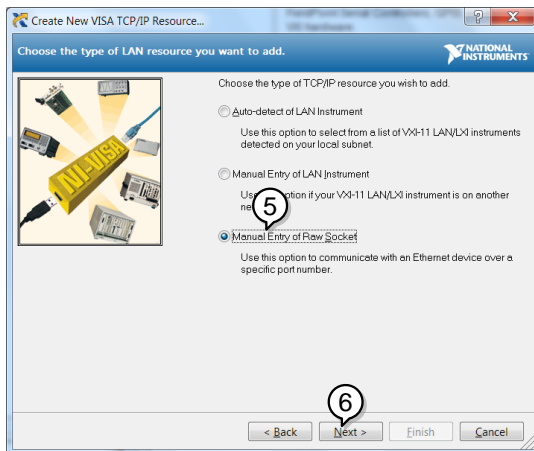 Create New VISA TCP/IP Resource...
Choose the type of LAN resource you want to add.
NATIONAL
INSTRUMENTS
NI-VISA
Choose the type of TCP/IP resource you wish to add.
Auto-detect of LAN Instrument
Use this option to select from a list of VXI-11 LAN/LXI instruments
detected on your local subnet.
Manual Entry of LAN Instrument
option if your VXI-11 LAN/LXI instrument is on another
5
Manual Entry of Raw Socket
Use this option to communicate with an Ethernet device over a
specific port number.
6
< Back Next > Finish Cancel